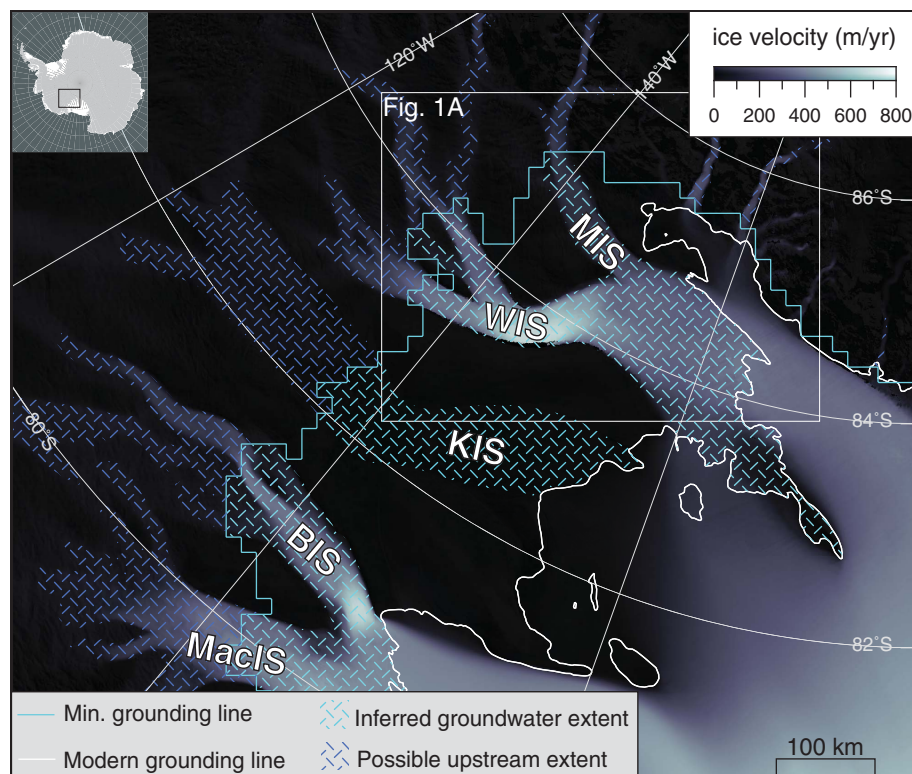 ice velocity (m/yr)
0 200 400 600 800
120°W
140°W
Fig. 1A
86°S
MIS
WIS
84°S
80°S
KIS
BIS
82°S
MacIS
Min. grounding line
Inferred groundwater extent
Modern grounding line
Possible upstream extent
100 km